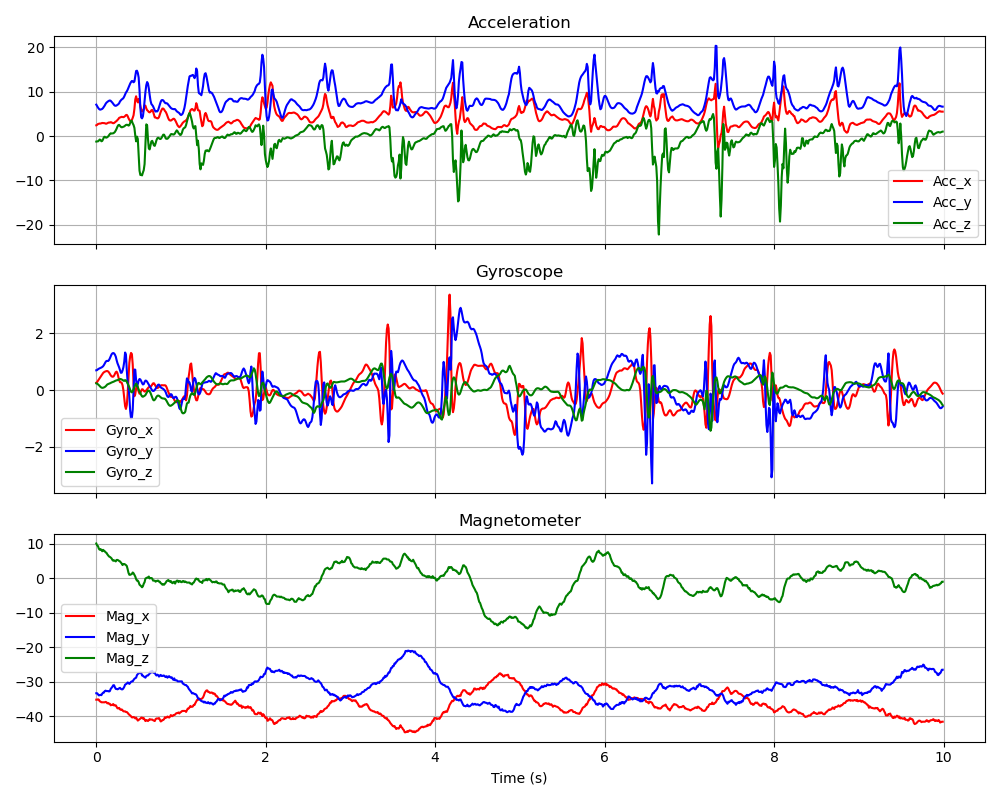 Acceleration
20
10
0
−10
−20
Acc_x
Acc_y
Acc_z
Gyroscope
2
0
−2
Gyro_x
Gyro_y
Gyro_z
Magnetometer
10
0
−10
−20
−30
−40
Mag_x
Mag_y
Mag_z
0 2 4 6 8 10
Time (s)